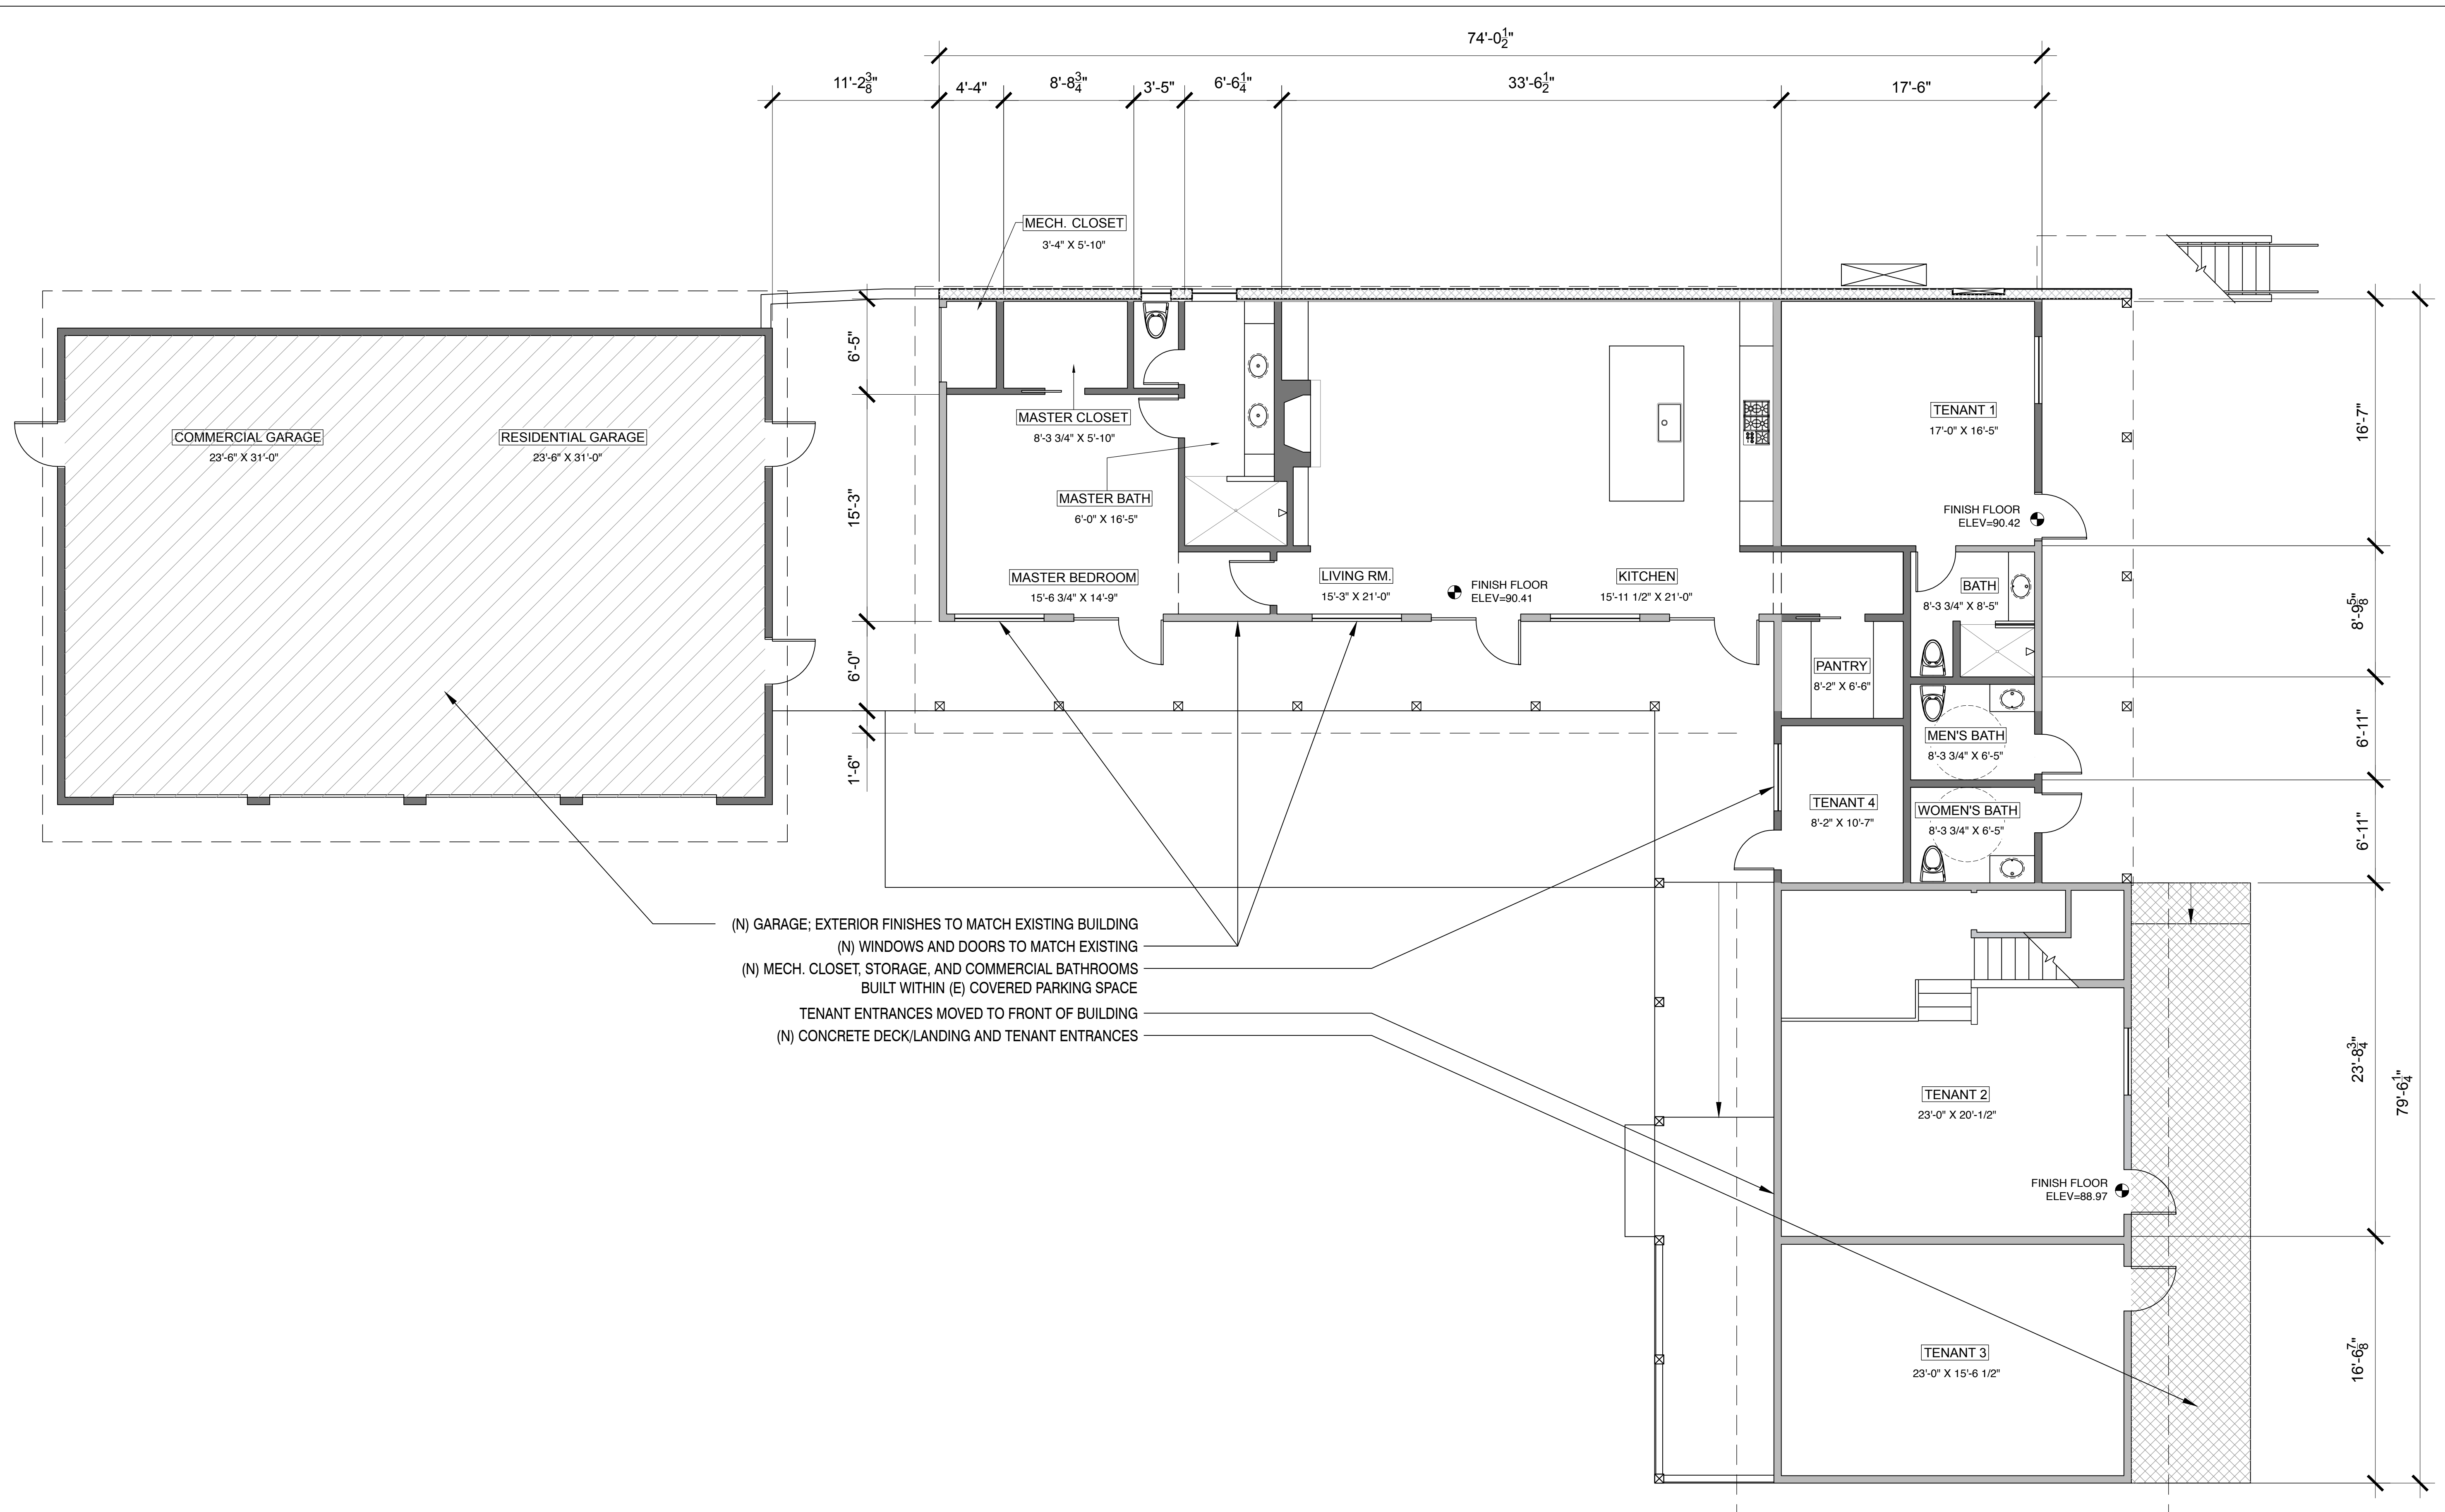 74'-0 1/2"
11'-2 3/8"
4'-4"
8'-8 3/4"
3'-5"
6'-6 1/4"
33'-6 1/2"
17'-6"
MECH. CLOSET
3'-4" X 5'-10"
6'-5"
15'-3"
6'-0"
1'-6"
COMMERCIAL GARAGE
23'-6" X 31'-0"
RESIDENTIAL GARAGE
23'-6" X 31'-0"
MASTER CLOSET
8'-3 3/4" X 5'-10"
MASTER BATH
6'-0" X 16'-5"
MASTER BEDROOM
15'-6 3/4" X 14'-9"
LIVING RM.
15'-3" X 21'-0"
FINISH FLOOR
ELEV=90.41
KITCHEN
15'-11 1/2" X 21'-0"
TENANT 1
17'-0" X 16'-5"
FINISH FLOOR
ELEV=90.42
BATH
8'-3 3/4" X 8'-5"
PANTRY
8'-2" X 6'-6"
MEN'S BATH
8'-3 3/4" X 6'-5"
TENANT 4
8'-2" X 10'-7"
WOMEN'S BATH
8'-3 3/4" X 6'-5"
16'-7"
8'-9 5/8"
6'-11"
6'-11"
23'-8 3/4"
79'-6 1/4"
16'-6 7/8"
(N) GARAGE; EXTERIOR FINISHES TO MATCH EXISTING BUILDING
(N) WINDOWS AND DOORS TO MATCH EXISTING
(N) MECH. CLOSET, STORAGE, AND COMMERCIAL BATHROOMS
BUILT WITHIN (E) COVERED PARKING SPACE
TENANT ENTRANCES MOVED TO FRONT OF BUILDING
(N) CONCRETE DECK/LANDING AND TENANT ENTRANCES
TENANT 2
23'-0" X 20'-1/2"
FINISH FLOOR
ELEV=88.97
TENANT 3
23'-0" X 15'-6 1/2"